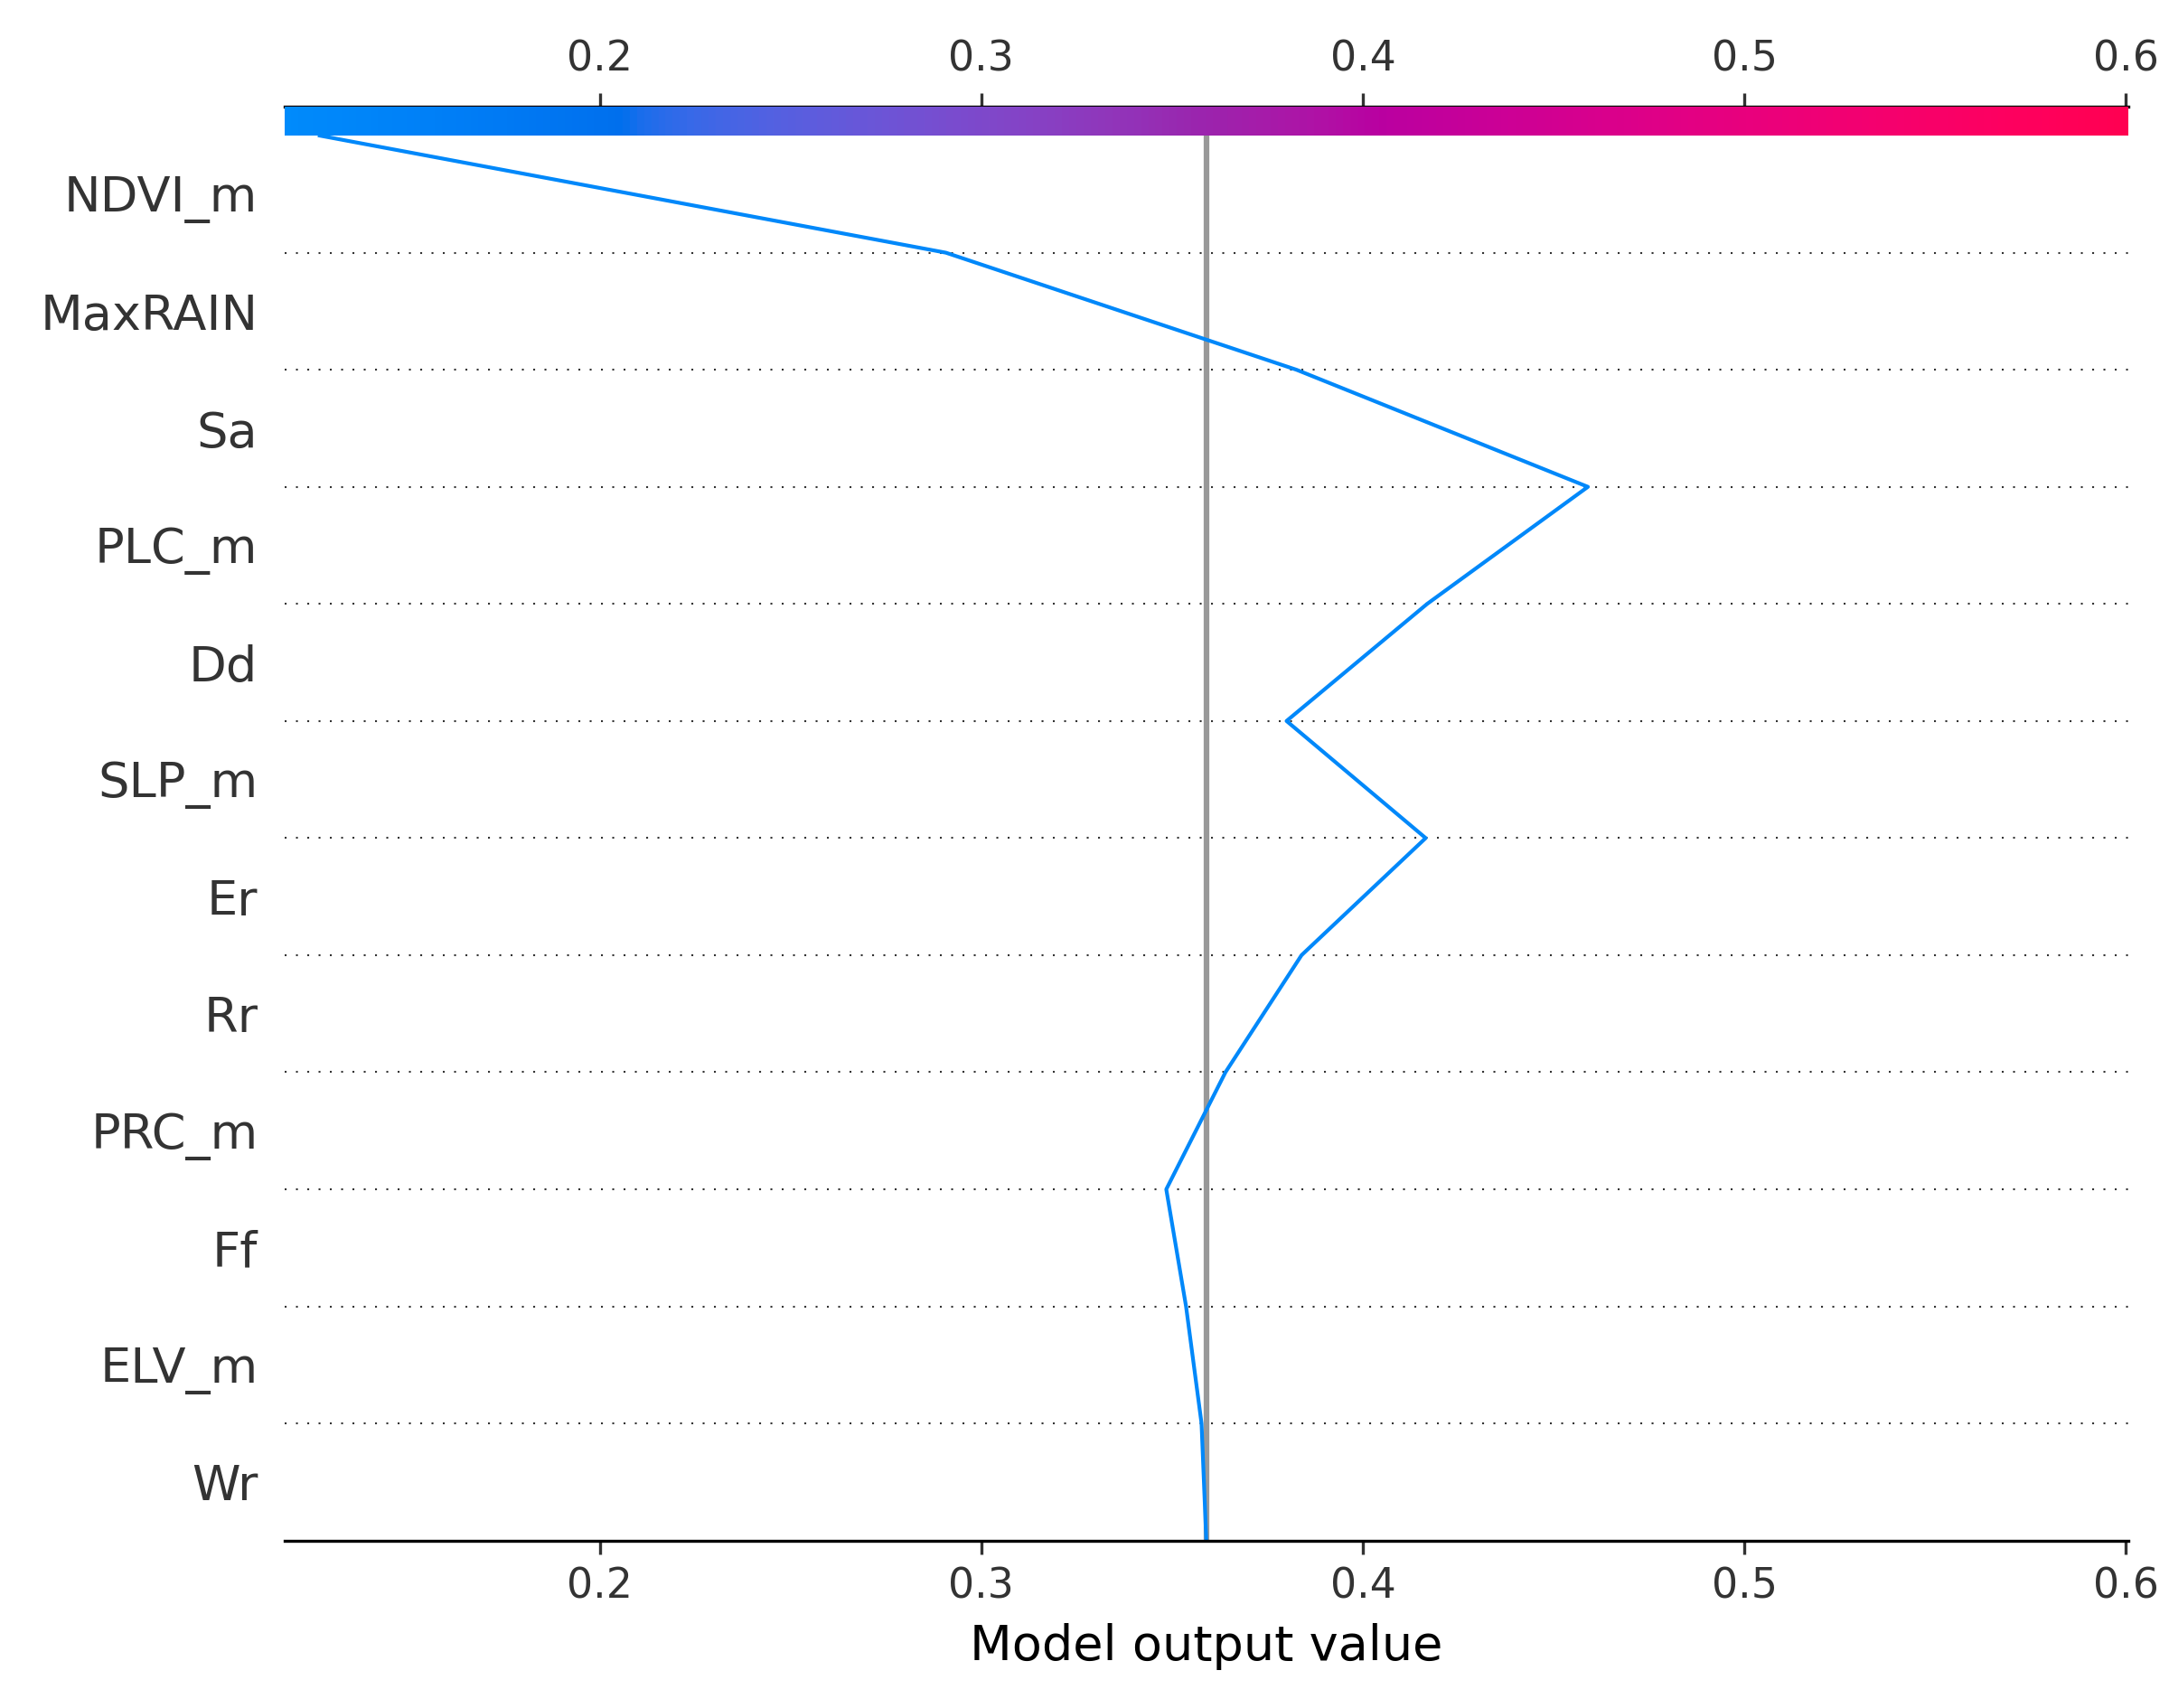 0.2 0.3 0.4 0.5 0.6
NDVI_m
MaxRAIN
Sa
PLC_m
Dd
SLP_m
Er
Rr
PRC_m
Ff
ELV_m
Wr
0.2 0.3 0.4 0.5 0.6
Model output value